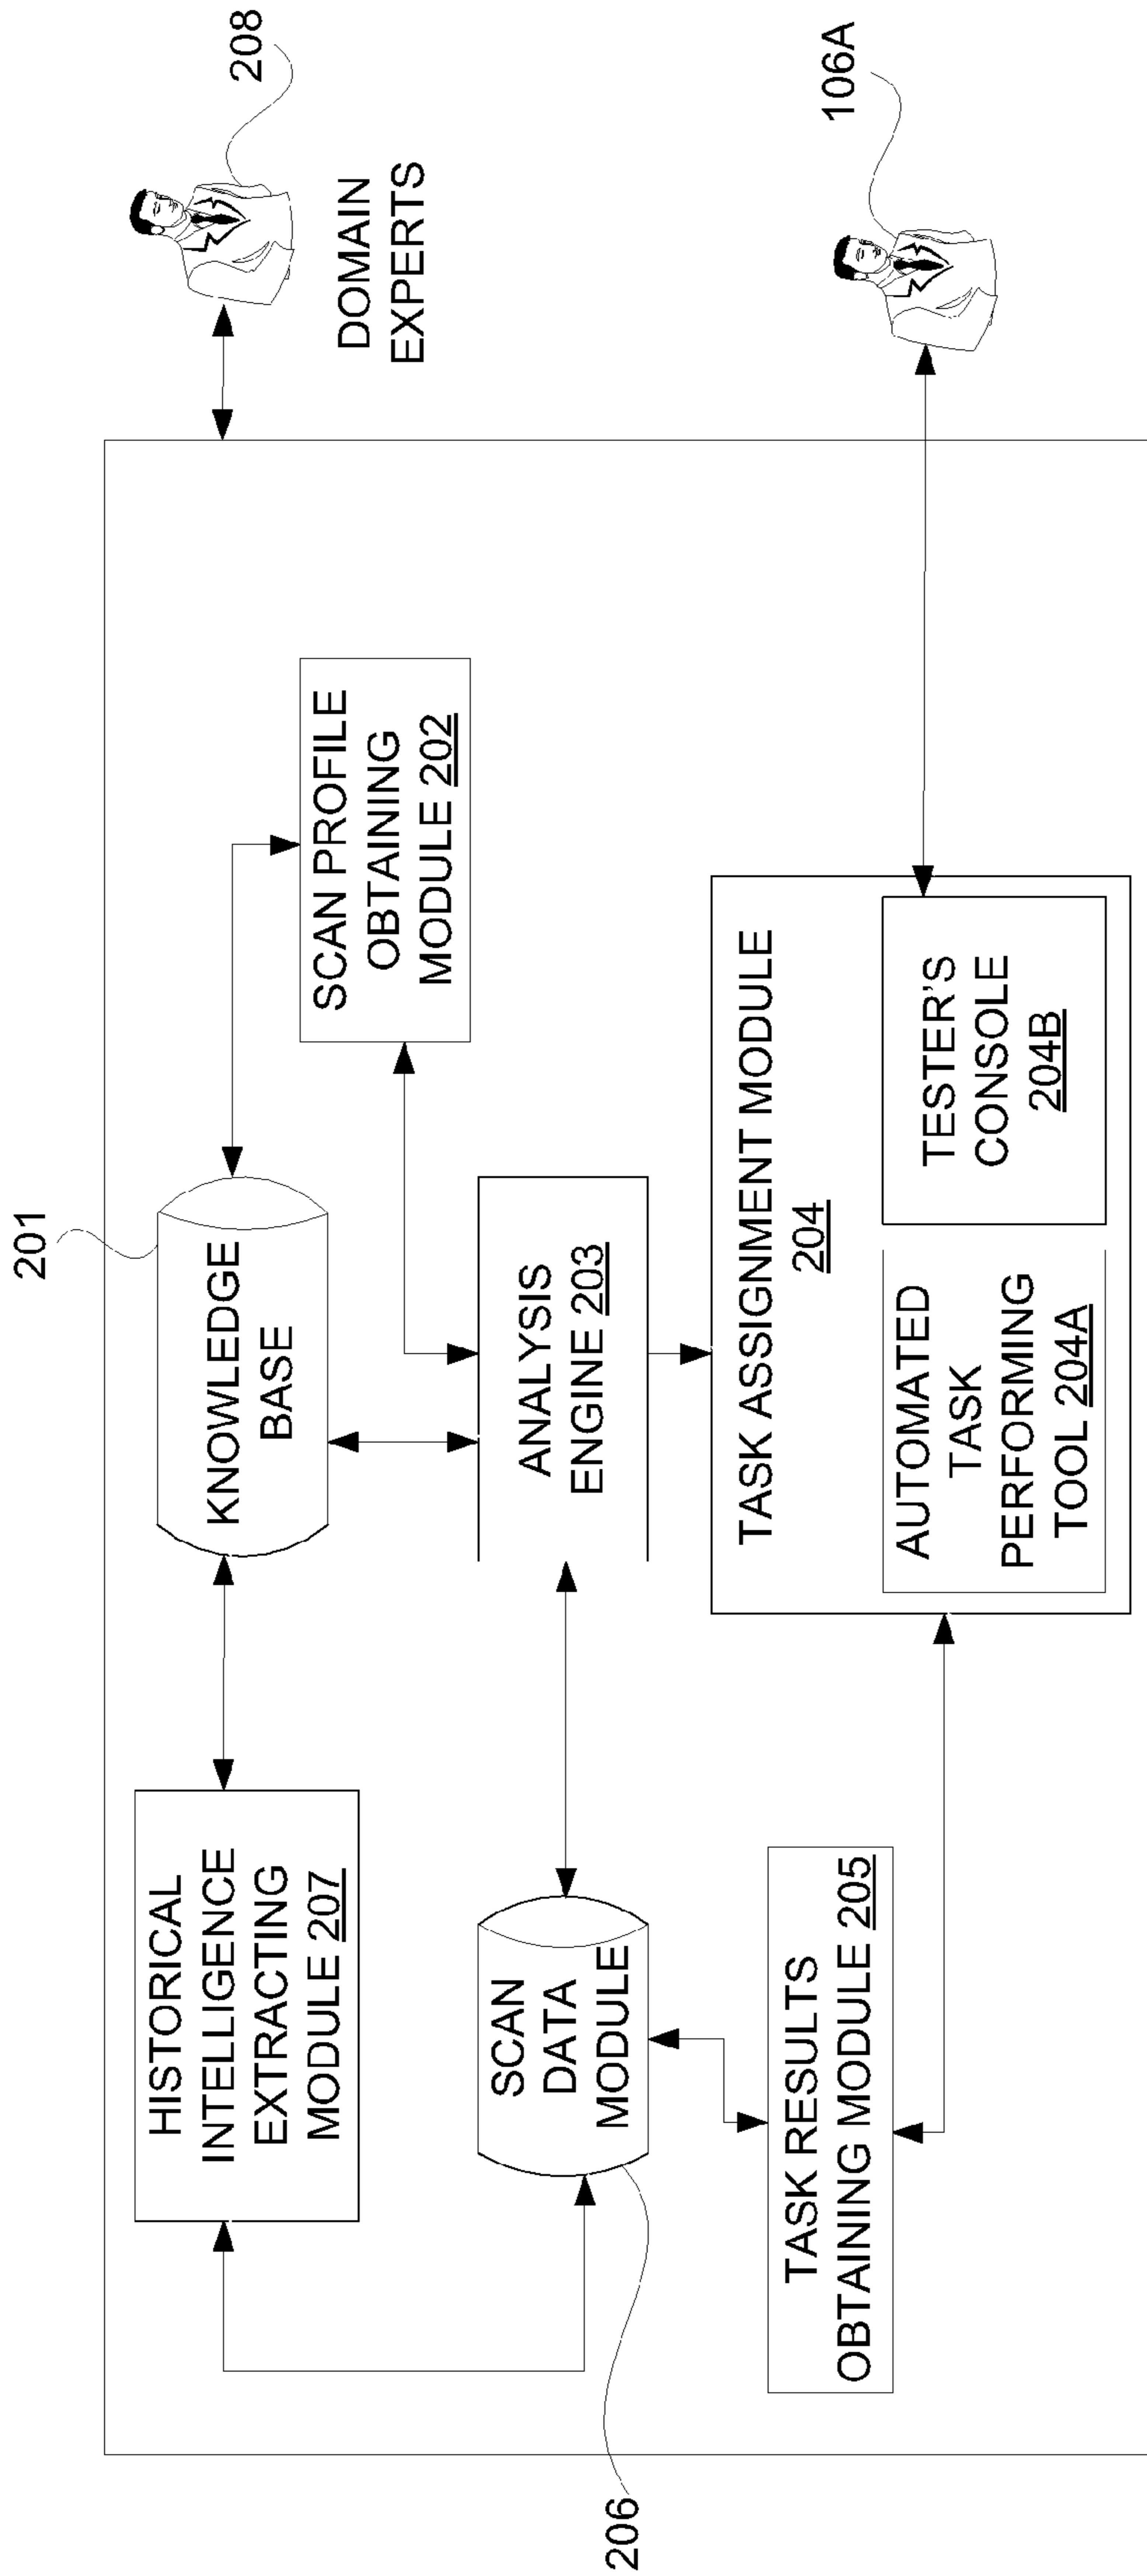 201
208
HISTORICAL
INTELLIGENCE
EXTRACTING
MODULE 207
KNOWLEDGE
BASE
DOMAIN
EXPERTS
SCAN PROFILE
OBTAINING
MODULE 202
SCAN
DATA
MODULE
ANALYSIS
ENGINE 203
206
TASK RESULTS
OBTAINING MODULE 205
TASK ASSIGNMENT MODULE
204
AUTOMATED
TASK
PERFORMING
TOOL 204A
TESTER'S
CONSOLE
204B
106A